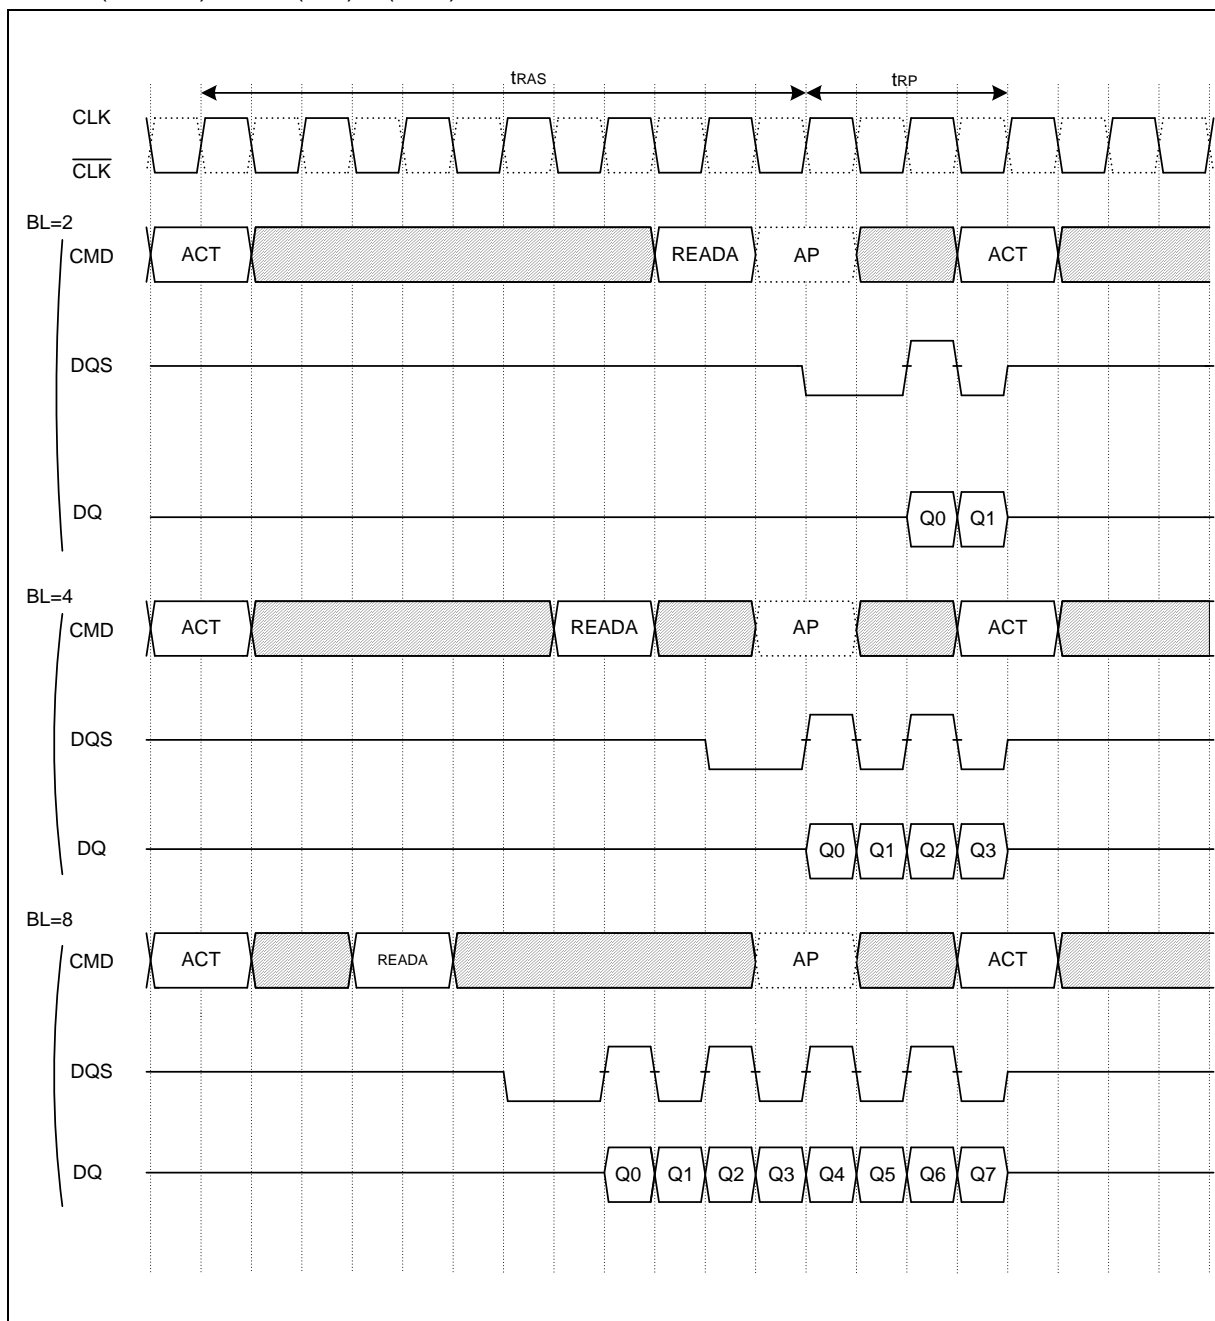 tRAS tRP
CLK
CLK
BL=2
CMD ACT READA AP ACT
DQS
DQ Q0 Q1
BL=4
CMD ACT READA AP ACT
DQS
DQ Q0 Q1 Q2 Q3
BL=8
CMD ACT READA AP ACT
DQS
DQ Q0 Q1 Q2 Q3 Q4 Q5 Q6 Q7